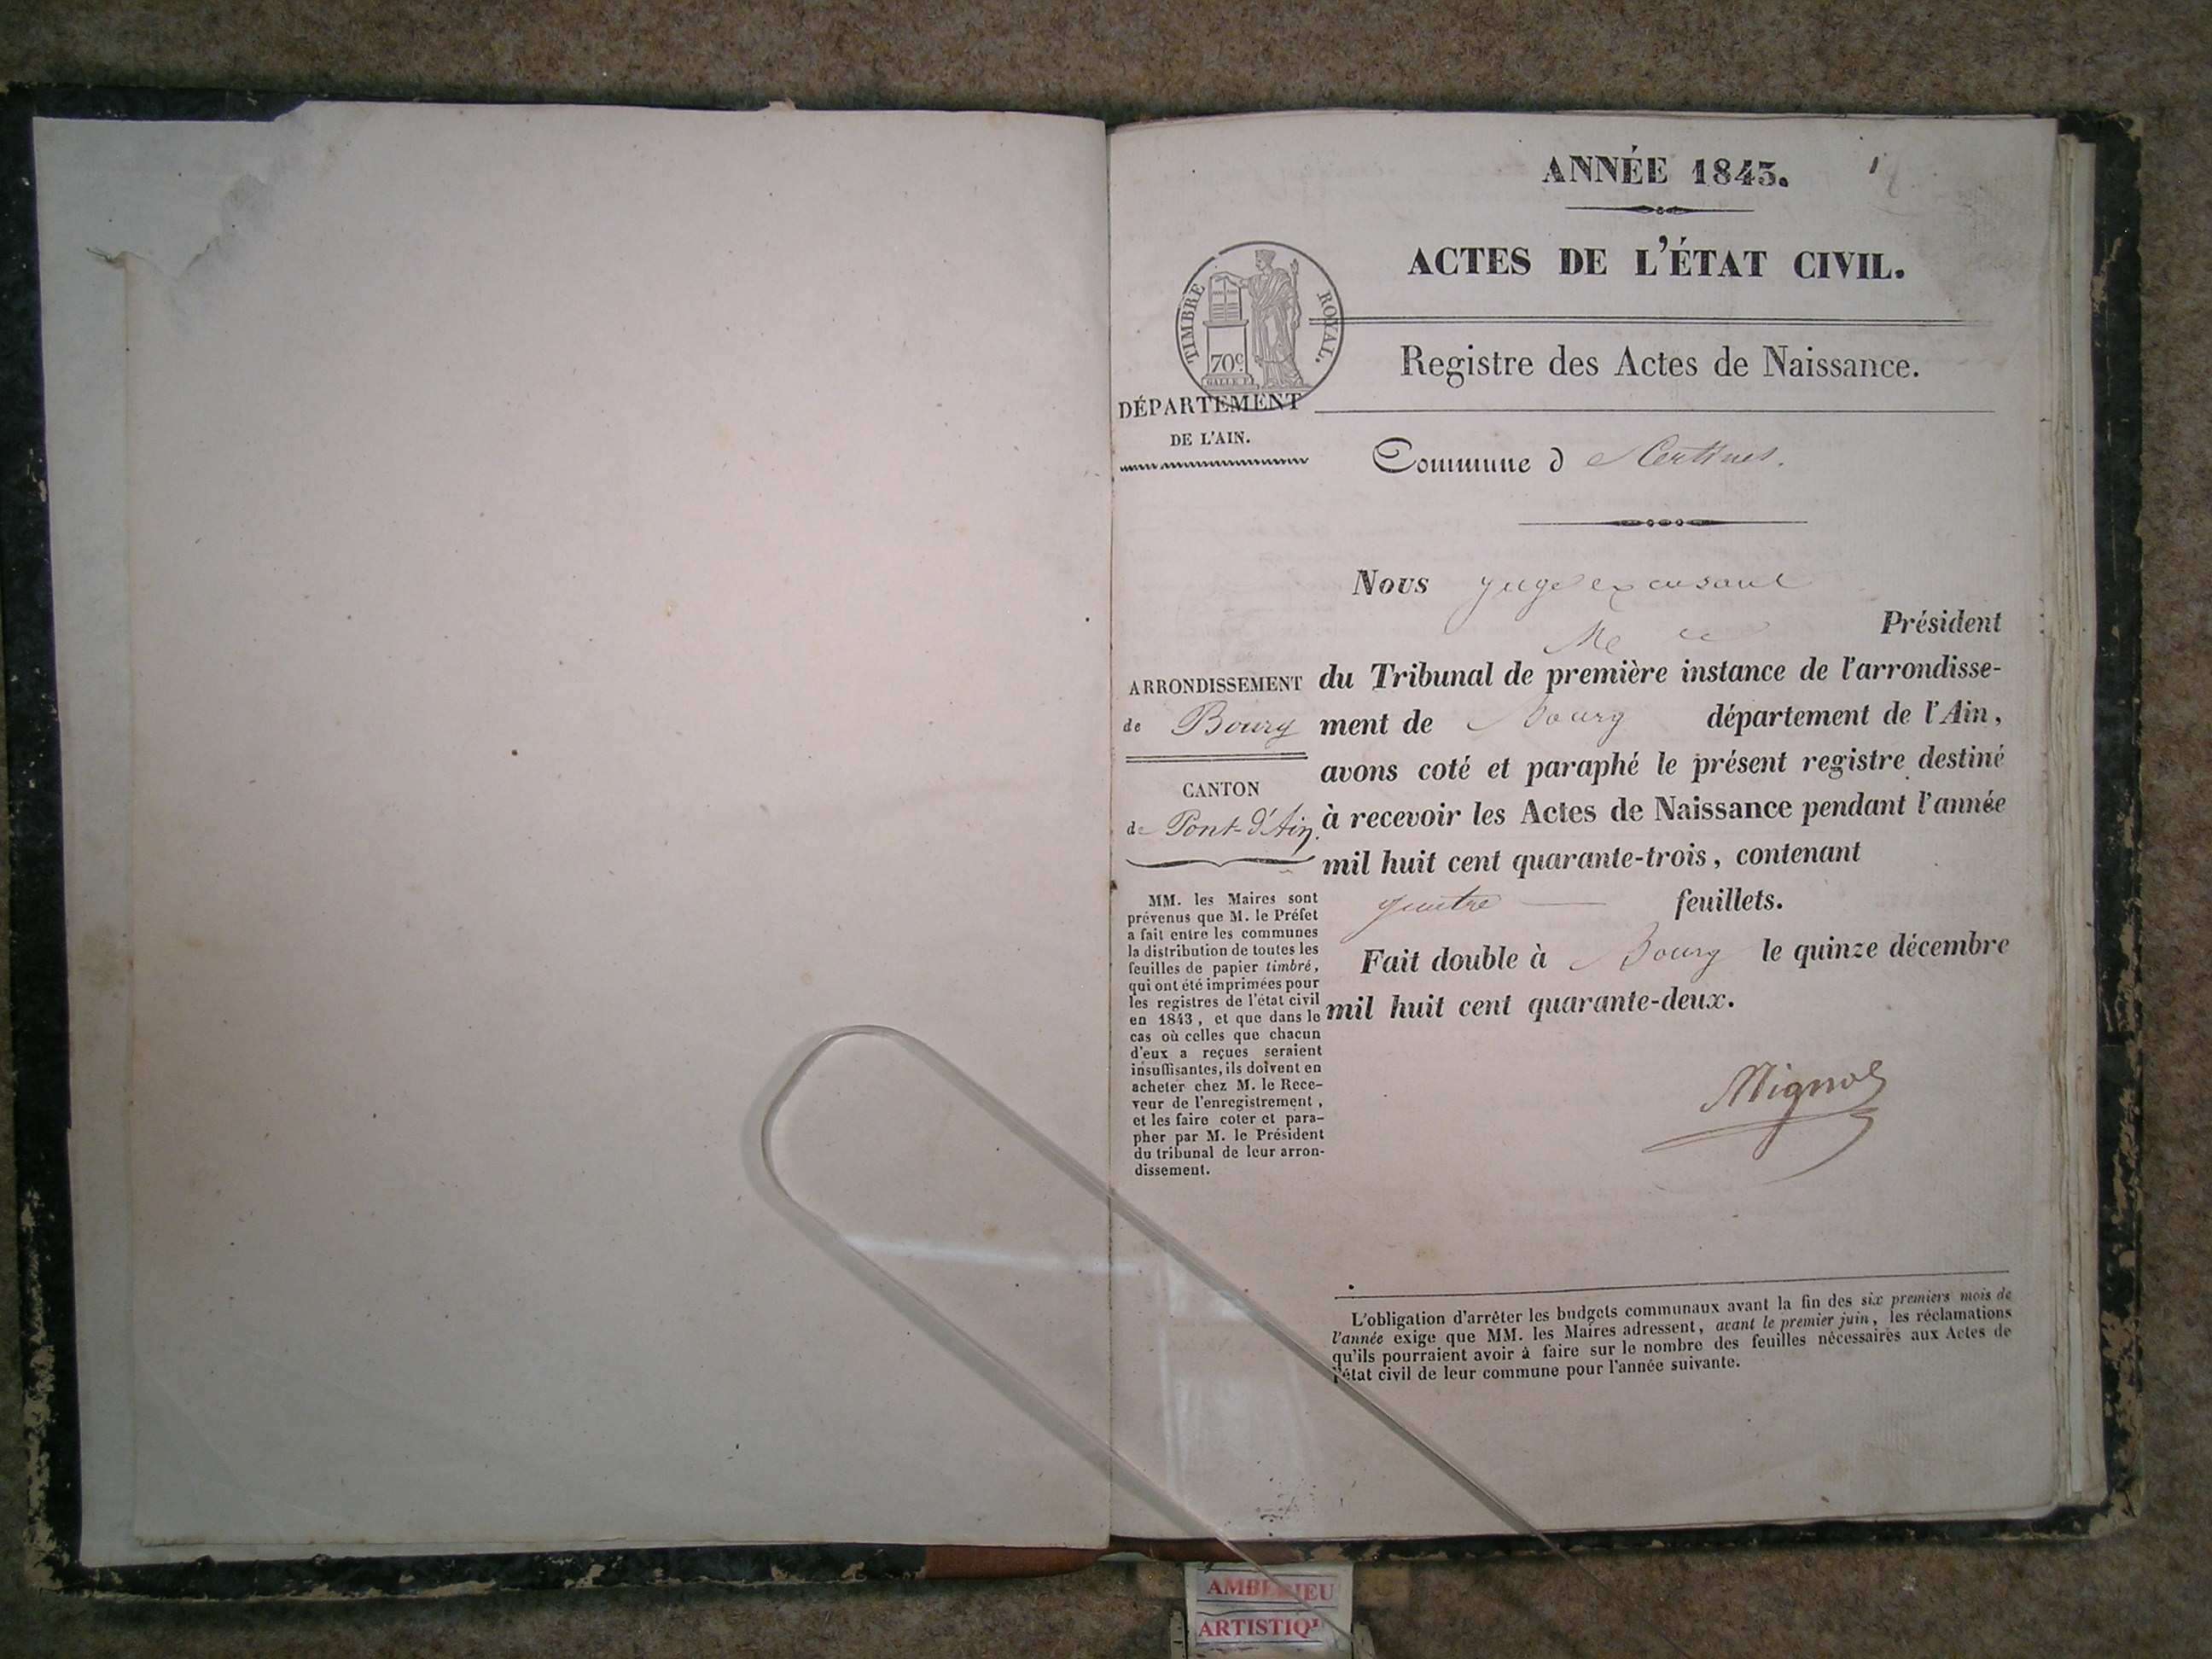 ANNÉE 1843.
1
ACTES DE L'ÉTAT CIVIL.
TIMBRE ROYAL.
70c.
GALLE F.
Registre des Actes de Naissance.
DÉPARTEMENT
DE L'AIN.
Commune d Certines.
Nous juge excusant
Président
ARRONDISSEMENT
de Bourg
CANTON
de Pont-d'Ain.
du Tribunal de première instance de l'arrondisse-
ment de Bourg département de l'Ain,
avons coté et paraphé le présent registre destiné
à recevoir les Actes de Naissance pendant l'année
mil huit cent quarante-trois, contenant
quatre feuillets.
Fait double à Bourg le quinze décembre
mil huit cent quarante-deux.
MM. les Maires sont
prévenus que M. le Préfet
a fait entre les communes
la distribution de toutes les
feuilles de papier timbré,
qui ont été imprimées pour
les registres de l'état civil
en 1843, et que dans le
cas où celles que chacun
d'eux a reçues seraient
insuffisantes, ils doivent en
acheter chez M. le Rece-
veur de l'enregistrement,
et les faire coter et para-
pher par M. le Président
du tribunal de leur arron-
dissement.
L'obligation d'arrêter les budgets communaux avant la fin des six premiers mois de
l'année exige que MM. les Maires adressent, avant le premier juin, les réclamations
qu'ils pourraient avoir à faire sur le nombre des feuilles nécessaires aux Actes de
l'état civil de leur commune pour l'année suivante.
AMBERIEU
ARTISTIQU